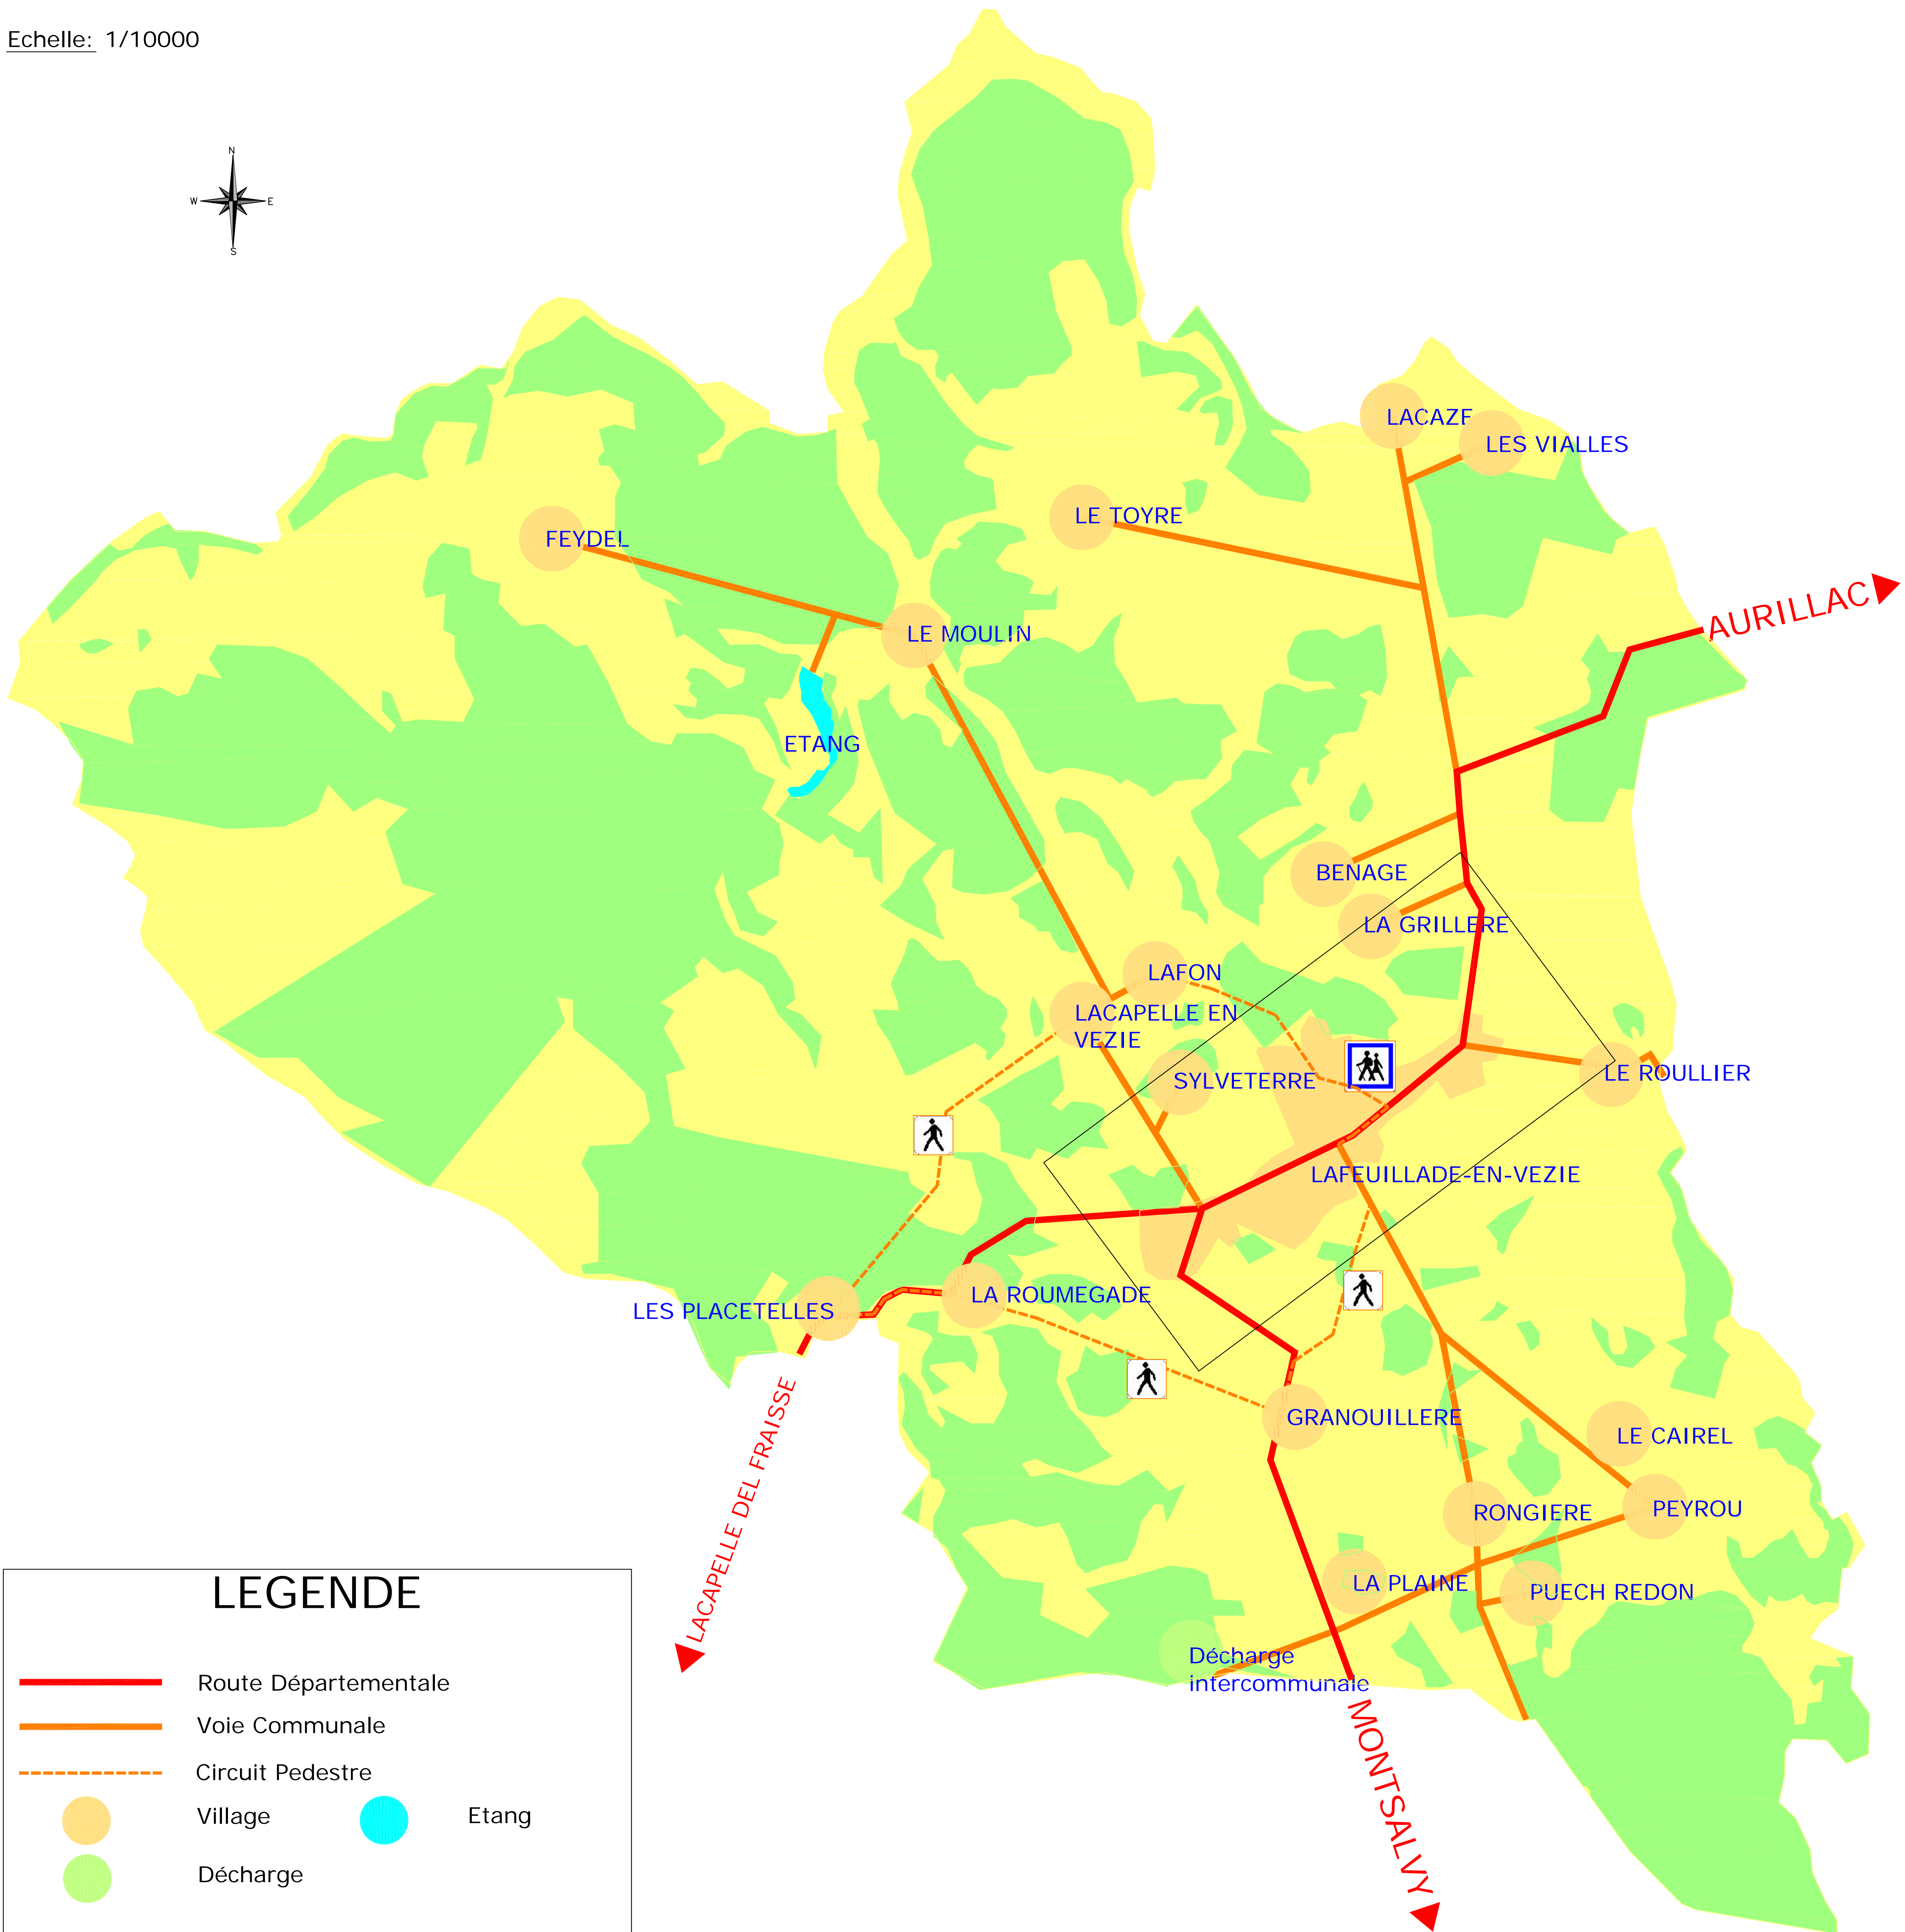 Echelle: 1/10000
N
W E
S
LACAZE
LES VIALLES
LE TOYRE
FEYDEL
AURILLAC
LE MOULIN
ETANG
BENAGE
LA GRILLERE
LAFON
LACAPELLE EN
VEZIE
SYLVETERRE
LE ROULLIER
LAFEUILLADE-EN-VEZIE
LA ROUMEGADE
LES PLACETELLES
LACAPELLE DEL FRAISSE
GRANOUILLERE
LE CAIREL
RONGIERE
PEYROU
LA PLAINE
PUECH REDON
Décharge
intercommunale
MONTSALVY
LEGENDE
Route Départementale
Voie Communale
Circuit Pedestre
Village
Etang
Décharge